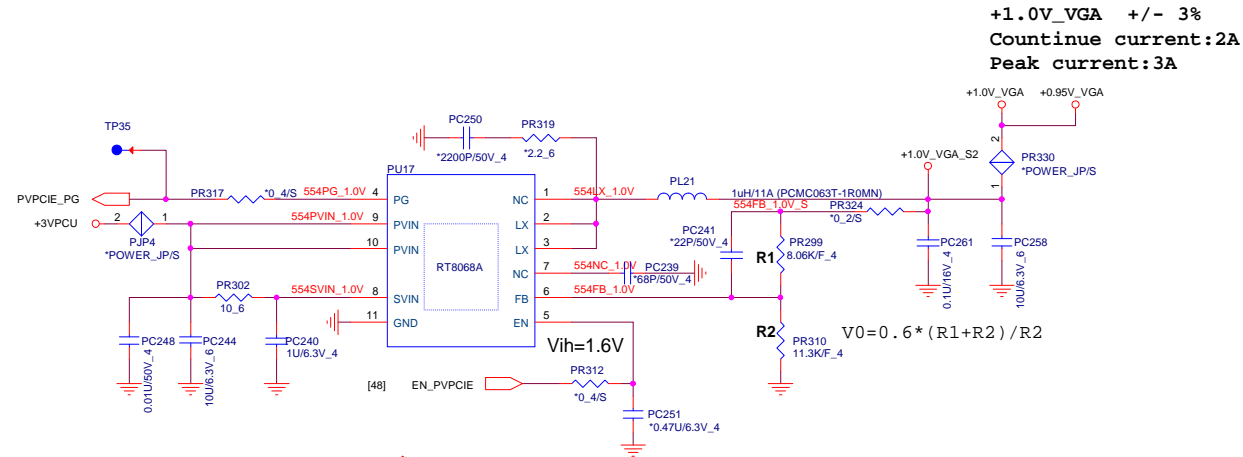 +1.0V_VGA +/- 3%
Countinue current:2A
Peak current:3A
+1.0V_VGA
+0.95V_VGA
TP35
PC250
*2200P/50V_4
PR319
*2.2_6
+1.0V_VGA_S2
2
PR330
*POWER_JP/S
1
PU17
PVPCIE_PG
PR317
*0_4/S
554PG_1.0V
4
PG
NC
1
554LX_1.0V
PL21
1uH/11A (PCMC063T-1R0MN)
+3VPCU
2
1
PJP4
*POWER_JP/S
554PVIN_1.0V
9
PVIN
LX
2
554FB_1.0V_S
PR324
*0_2/S
10
PVIN
LX
3
PC241
*22P/50V_4
R1
PR299
8.06K/F_4
PC261
0.1U/16V_4
PC258
10U/6.3V_6
RT8068A
NC
7
554NC_1.0V
PC239
*68P/50V_4
PR302
10_6
554SVIN_1.0V
8
SVIN
FB
6
554FB_1.0V
11
GND
EN
5
R2
PR310
11.3K/F_4
V0=0.6*(R1+R2)/R2
PC248
0.01U/50V_4
PC244
10U/6.3V_6
PC240
1U/6.3V_4
Vih=1.6V
[48]
EN_PVPCIE
PR312
*0_4/S
PC251
*0.47U/6.3V_4